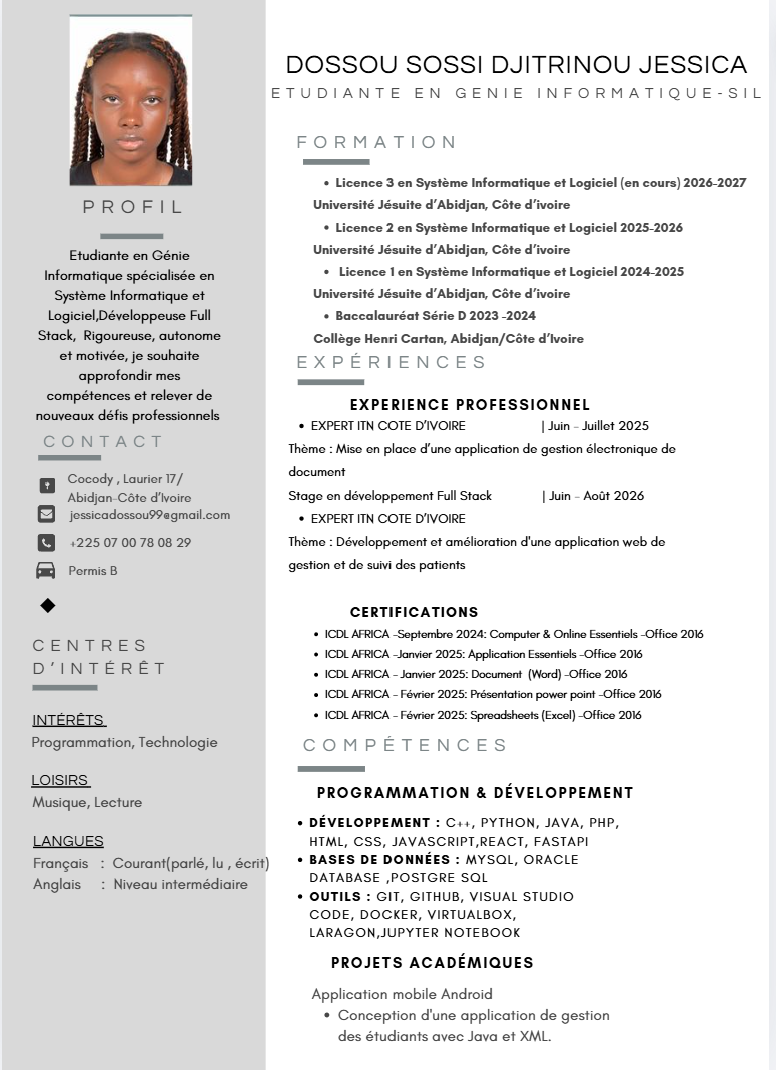 DOSSOU SOSSI DJITRINOU JESSICA
ETUDIANTE EN GENIE INFORMATIQUE-SIL
PROFIL
Etudiante en Génie
Informatique spécialisée en
Système Informatique et
Logiciel,Développeuse Full
Stack, Rigoureuse, autonome
et motivée, je souhaite
approfondir mes
compétences et relever de
nouveaux défis professionnels
CONTACT
Cocody , Laurier 17/
Abidjan-Côte d'Ivoire
jessicadossou99@gmail.com
+225 07 00 78 08 29
Permis B
CENTRES
D'INTÉRÊT
INTÉRÊTS
Programmation, Technologie
LOISIRS
Musique, Lecture
LANGUES
Français : Courant(parlé, lu , écrit)
Anglais : Niveau intermédiaire
FORMATION
• Licence 3 en Système Informatique et Logiciel (en cours) 2026-2027
Université Jésuite d'Abidjan, Côte d'ivoire
• Licence 2 en Système Informatique et Logiciel 2025-2026
Université Jésuite d'Abidjan, Côte d'ivoire
• Licence 1 en Système Informatique et Logiciel 2024-2025
Université Jésuite d'Abidjan, Côte d'ivoire
• Baccalauréat Série D 2023 -2024
Collège Henri Cartan, Abidjan/Côte d'Ivoire
EXPÉRIENCES
EXPERIENCE PROFESSIONNEL
• EXPERT ITN COTE D'IVOIRE | Juin - Juillet 2025
Thème : Mise en place d'une application de gestion électronique de
document
Stage en développement Full Stack | Juin - Août 2026
• EXPERT ITN COTE D'IVOIRE
Thème : Développement et amélioration d'une application web de
gestion et de suivi des patients
CERTIFICATIONS
• ICDL AFRICA -Septembre 2024: Computer & Online Essentiels -Office 2016
• ICDL AFRICA -Janvier 2025: Application Essentiels -Office 2016
• ICDL AFRICA - Janvier 2025: Document (Word) -Office 2016
• ICDL AFRICA - Février 2025: Présentation power point -Office 2016
• ICDL AFRICA - Février 2025: Spreadsheets (Excel) -Office 2016
COMPÉTENCES
PROGRAMMATION & DÉVELOPPEMENT
• DÉVELOPPEMENT : C++, PYTHON, JAVA, PHP,
HTML, CSS, JAVASCRIPT,REACT, FASTAPI
• BASES DE DONNÉES : MYSQL, ORACLE
DATABASE ,POSTGRE SQL
• OUTILS : GIT, GITHUB, VISUAL STUDIO
CODE, DOCKER, VIRTUALBOX,
LARAGON,JUPYTER NOTEBOOK
PROJETS ACADÉMIQUES
Application mobile Android
• Conception d'une application de gestion
des étudiants avec Java et XML.